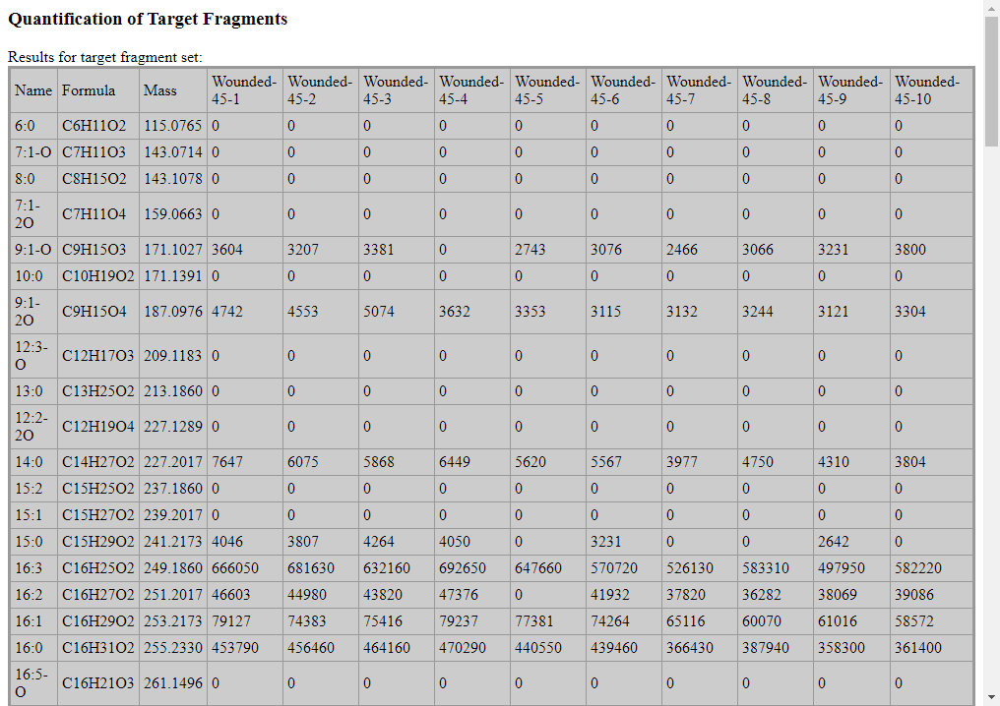 Quantification of Target Fragments
Results for target fragment set:
Name Formula Mass Wounded-45-1 Wounded-45-2 Wounded-45-3 Wounded-45-4 Wounded-45-5 Wounded-45-6 Wounded-45-7 Wounded-45-8 Wounded-45-9 Wounded-45-10
6:0 C6H11O2 115.0765 0 0 0 0 0 0 0 0 0 0
7:1-O C7H11O3 143.0714 0 0 0 0 0 0 0 0 0 0
8:0 C8H15O2 143.1078 0 0 0 0 0 0 0 0 0 0
7:1-2O C7H11O4 159.0663 0 0 0 0 0 0 0 0 0 0
9:1-O C9H15O3 171.1027 3604 3207 3381 0 2743 3076 2466 3066 3231 3800
10:0 C10H19O2 171.1391 0 0 0 0 0 0 0 0 0 0
9:1-2O C9H15O4 187.0976 4742 4553 5074 3632 3353 3115 3132 3244 3121 3304
12:3-O C12H17O3 209.1183 0 0 0 0 0 0 0 0 0 0
13:0 C13H25O2 213.1860 0 0 0 0 0 0 0 0 0 0
12:2-2O C12H19O4 227.1289 0 0 0 0 0 0 0 0 0 0
14:0 C14H27O2 227.2017 7647 6075 5868 6449 5620 5567 3977 4750 4310 3804
15:2 C15H25O2 237.1860 0 0 0 0 0 0 0 0 0 0
15:1 C15H27O2 239.2017 0 0 0 0 0 0 0 0 0 0
15:0 C15H29O2 241.2173 4046 3807 4264 4050 0 3231 0 0 2642 0
16:3 C16H25O2 249.1860 666050 681630 632160 692650 647660 570720 526130 583310 497950 582220
16:2 C16H27O2 251.2017 46603 44980 43820 47376 0 41932 37820 36282 38069 39086
16:1 C16H29O2 253.2173 79127 74383 75416 79237 77381 74264 65116 60070 61016 58572
16:0 C16H31O2 255.2330 453790 456460 464160 470290 440550 439460 366430 387940 358300 361400
16:5-O C16H21O3 261.1496 0 0 0 0 0 0 0 0 0 0